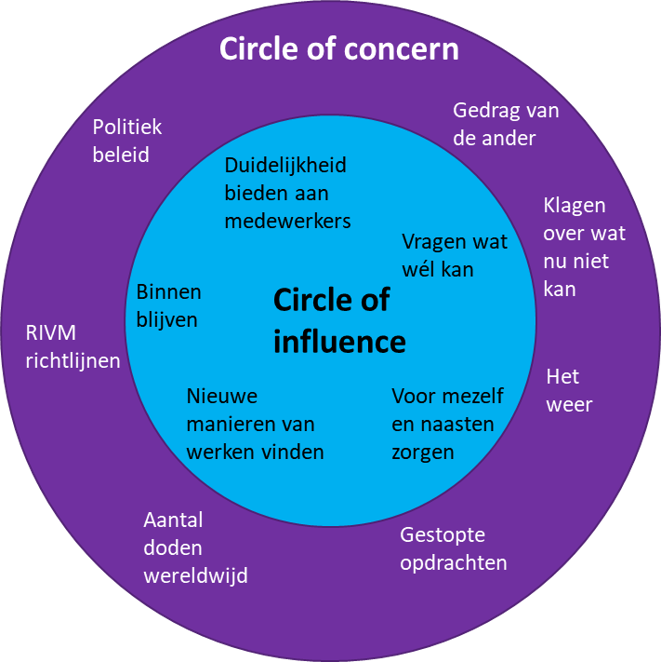 Circle of concern
Politiek
beleid
Gedrag van
de ander
Duidelijkheid
bieden aan
medewerkers
Klagen
over wat
nu niet
kan
Vragen wat
wél kan
Binnen
blijven
Circle of
influence
RIVM
richtlijnen
Het
weer
Nieuwe
manieren van
werken vinden
Voor mezelf
en naasten
zorgen
Aantal
doden
wereldwijd
Gestopte
opdrachten